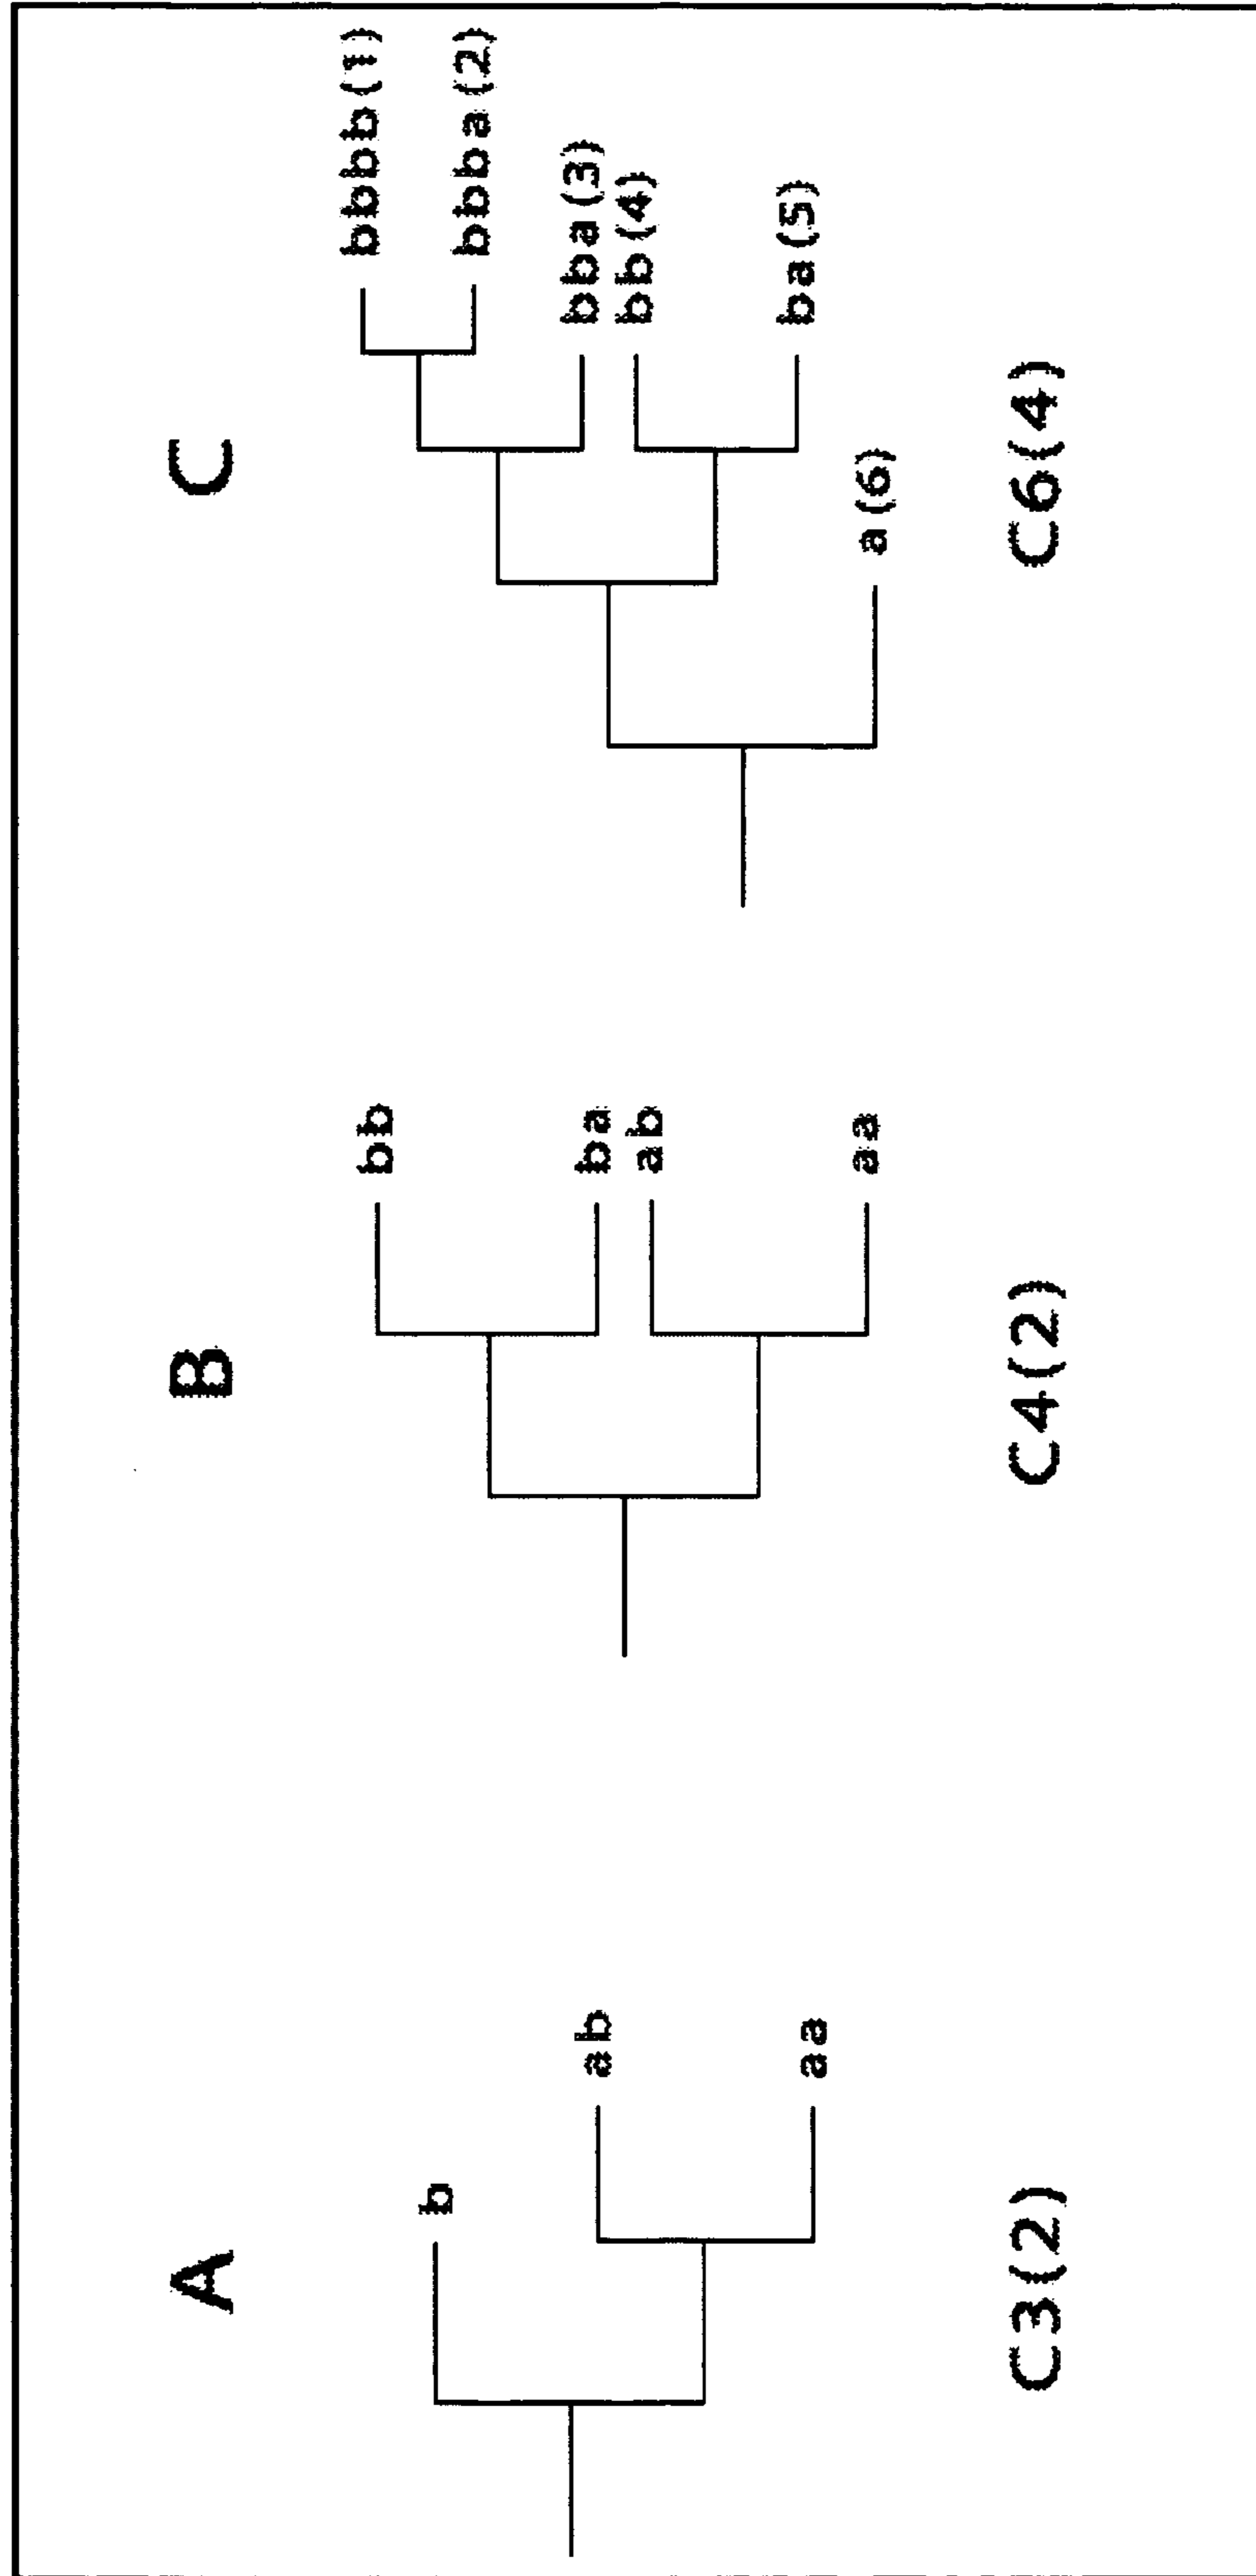 A
b
ab
aa
C3(2)
B
bb
ba
ab
aa
C4(2)
C
bbbb(1)
bbba(2)
bba(3)
bb(4)
ba(5)
a(6)
C6(4)